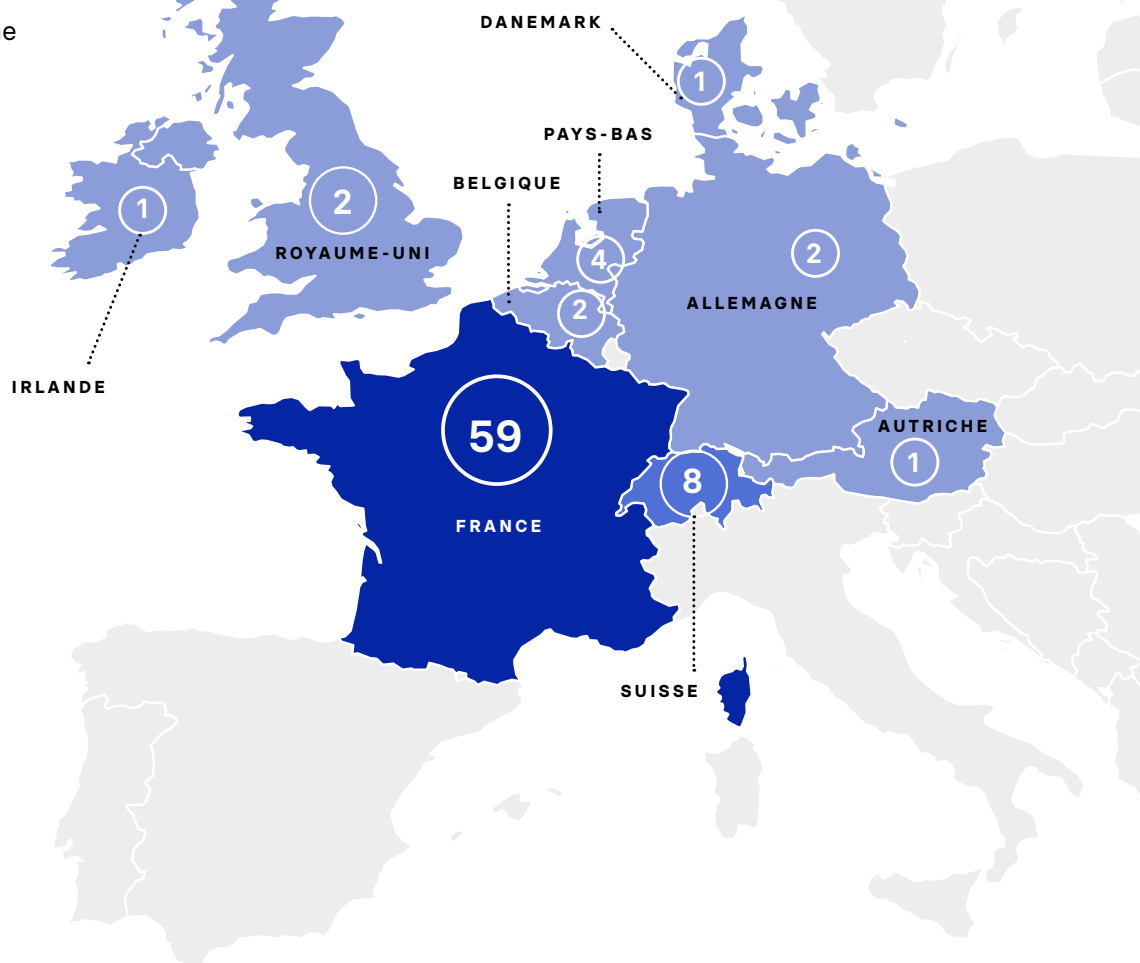 DANEMARK
1
PAYS-BAS
BELGIQUE
1
2
ROYAUME-UNI
4
2
ALLEMAGNE
2
IRLANDE
59
AUTRICHE
1
8
FRANCE
SUISSE